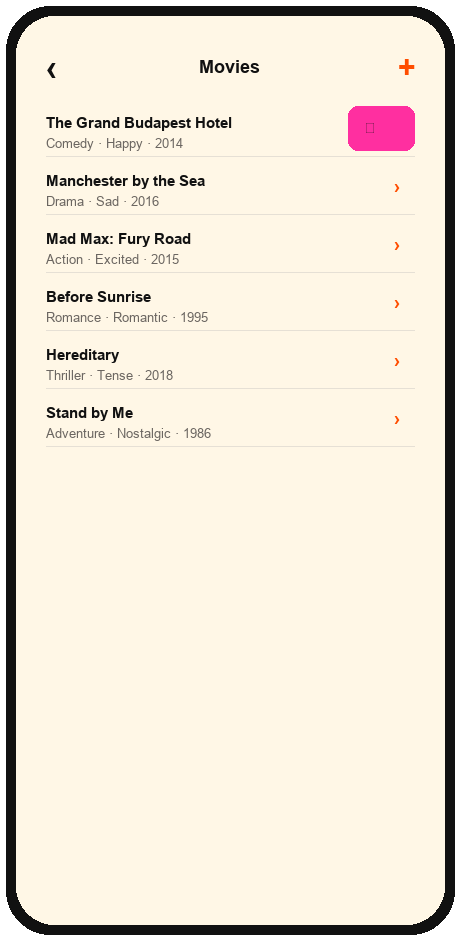 Movies
The Grand Budapest Hotel
Comedy · Happy · 2014
Manchester by the Sea
Drama · Sad · 2016
Mad Max: Fury Road
Action · Excited · 2015
Before Sunrise
Romance · Romantic · 1995
Hereditary
Thriller · Tense · 2018
Stand by Me
Adventure · Nostalgic · 1986